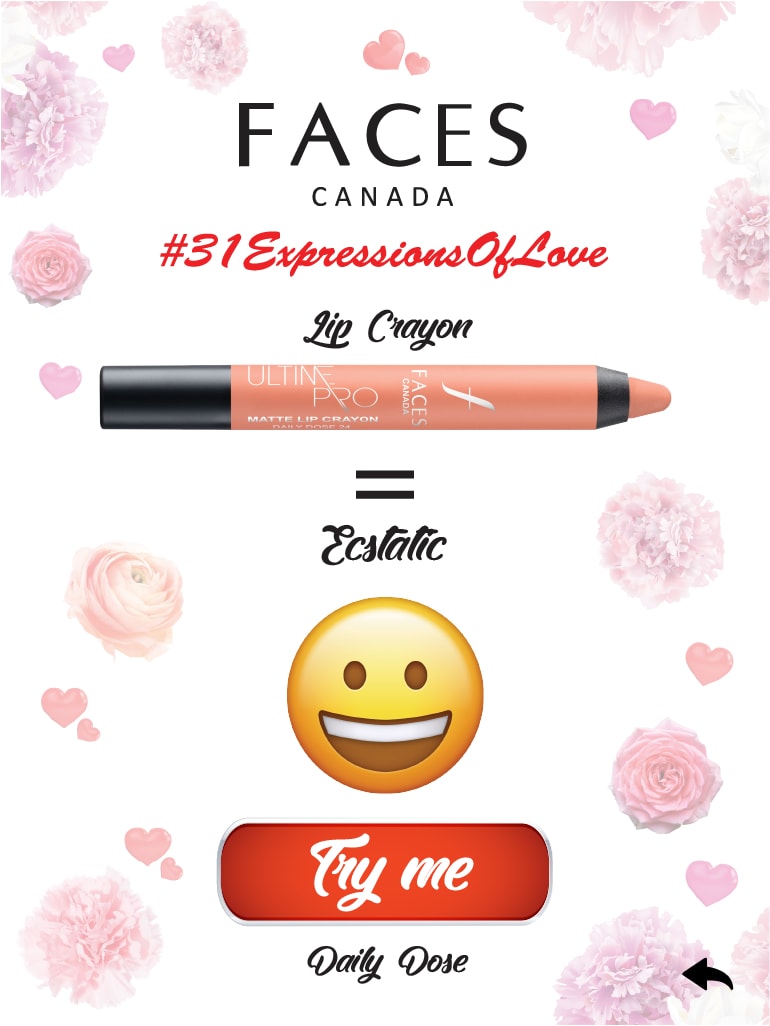 FACES
CANADA
#31ExpressionsOfLove
Lip Crayon
ULTIME
PRO
MATTE LIP CRAYON
DAILY DOSE 24
FACES
CANADA
f
=
Ecstatic
Try me
Daily Dose